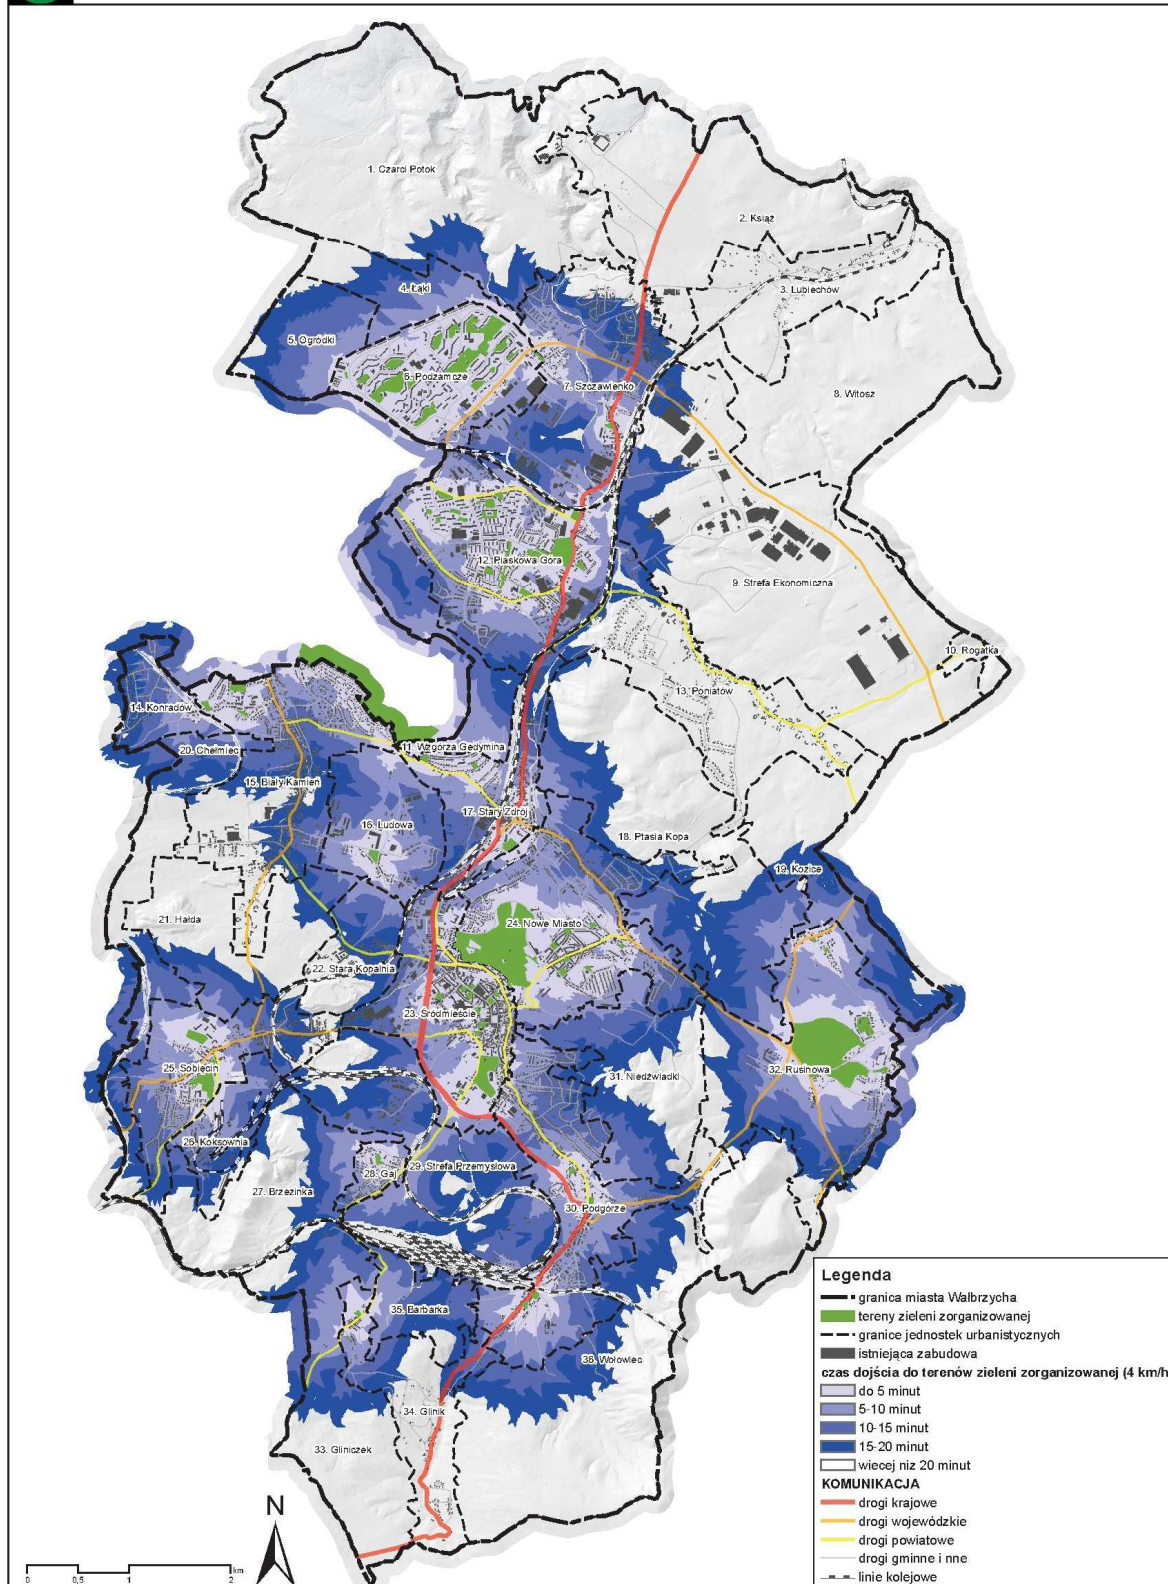 1. Czarci Potok
2. Książ
3. Lubiechów
4. Łąki
5. Ogródki
6. Podzamcze
7. Szczawienko
8. Witosz
12. Piaskowa Góra
9. Strefa Ekonomiczna
10. Rogatka
13. Poniatów
14. Konradów
11. Wzgórza Gedymina
20. Chełmiec
15. Biały Kamień
17. Stary Zdrój
16. Ludowa
18. Ptasia Kopa
19. Kozice
21. Hałda
24. Nowe Miasto
22. Stara Kopalnia
23. Śródmieście
25. Sobięcin
31. Niedźwiadki
32. Rusinowa
26. Koksownia
28. Gaj
29. Strefa Przemysłowa
27. Brzezinka
30. Podgórze
35. Barbarka
36. Wołowiec
34. Glinik
33. Gliniczek
N
0 0,5 1 2 km
Legenda
granica miasta Wałbrzycha
tereny zieleni zorganizowanej
granice jednostek urbanistycznych
istniejąca zabudowa
czas dojścia do terenów zieleni zorganizowanej (4 km/h
do 5 minut
5-10 minut
10-15 minut
15-20 minut
wiecej niz 20 minut
KOMUNIKACJA
drogi krajowe
drogi wojewódzkie
drogi powiatowe
drogi gminne i nne
linie kolejowe